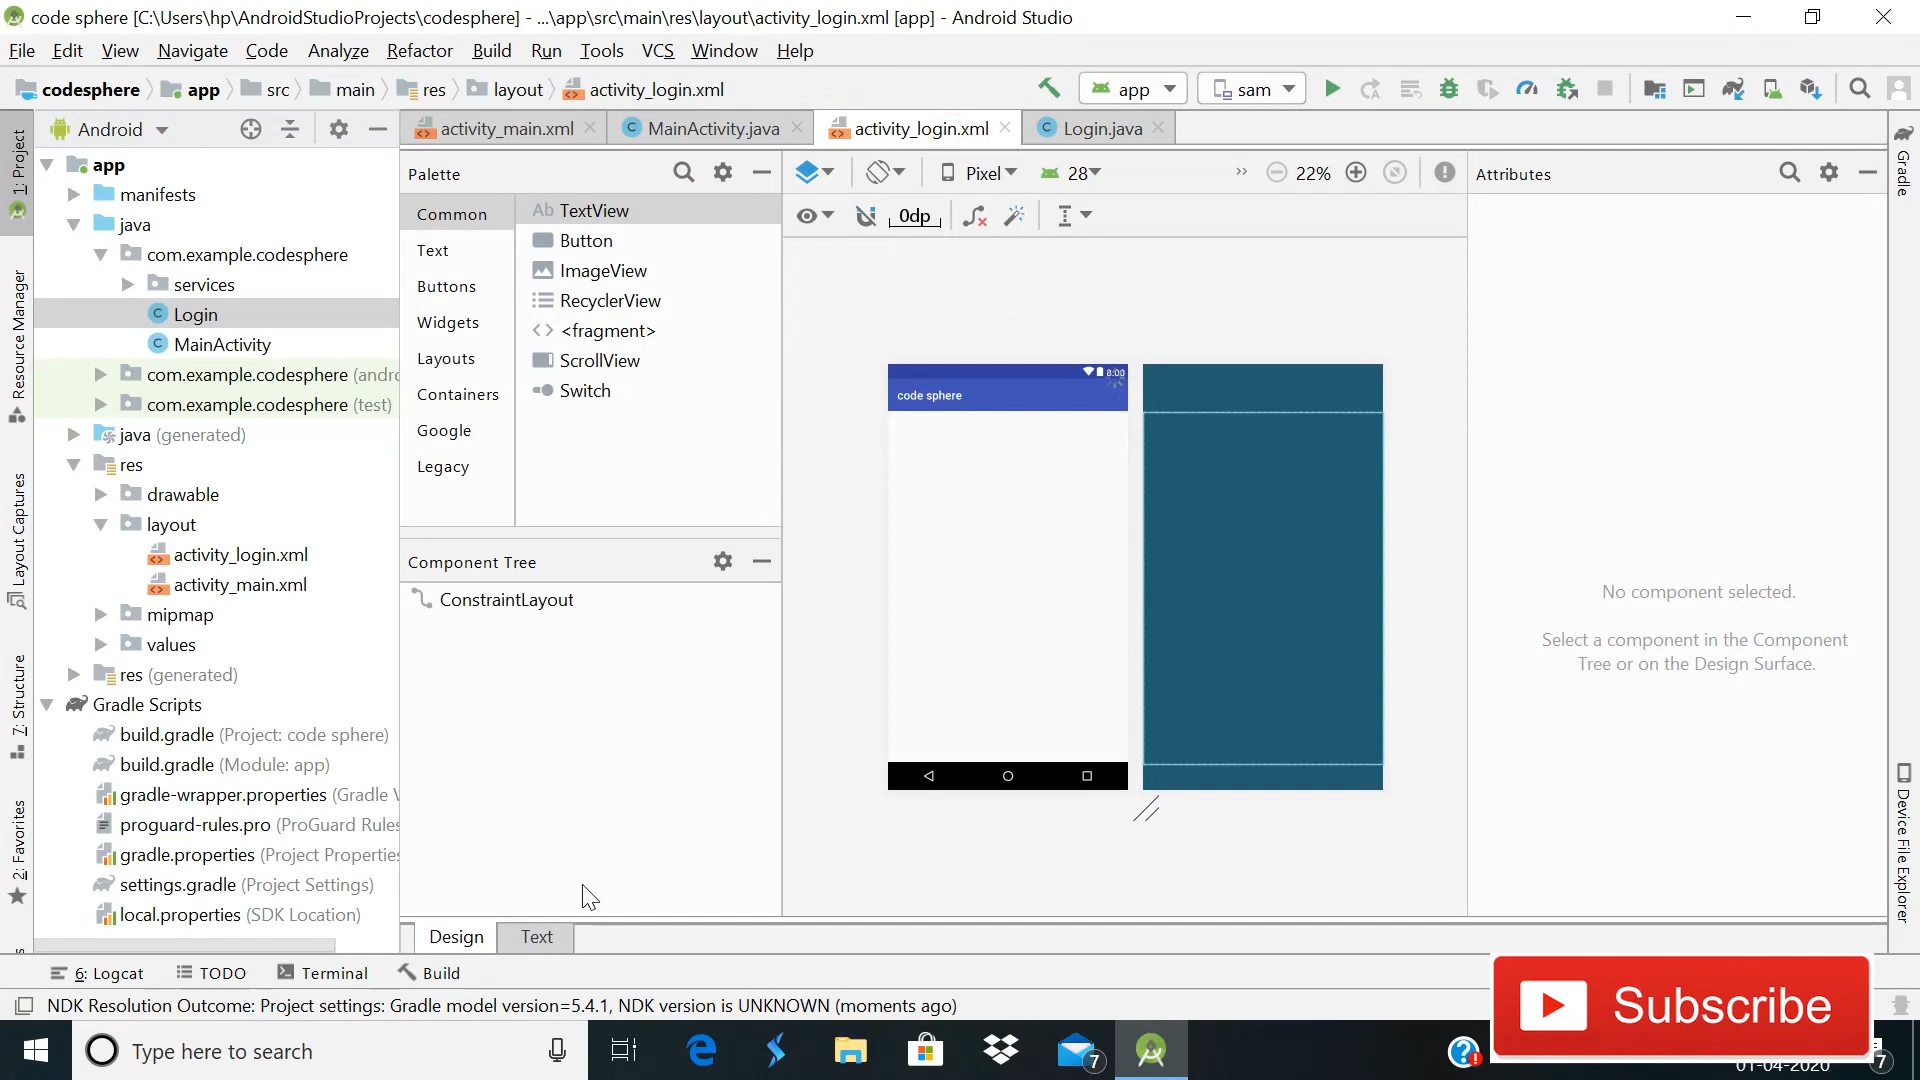 code sphere [C:\Users\hp\AndroidStudioProjects\codesphere] - ...\app\src\main\res\layout\activity_login.xml [app] - Android Studio
File Edit View Navigate Code Analyze Refactor Build Run Tools VCS Window Help
codesphere app src main res layout activity_login.xml
app sam
Android
activity_main.xml MainActivity.java activity_login.xml Login.java
1: Project
Resource Manager
Layout Captures
7: Structure
2: Favorites
app
manifests
java
com.example.codesphere
services
Login
MainActivity
com.example.codesphere (andro
com.example.codesphere (test)
java (generated)
res
drawable
layout
activity_login.xml
activity_main.xml
mipmap
values
res (generated)
Gradle Scripts
build.gradle (Project: code sphere)
build.gradle (Module: app)
gradle-wrapper.properties (Gradle V
proguard-rules.pro (ProGuard Rules
gradle.properties (Project Properties
settings.gradle (Project Settings)
local.properties (SDK Location)
Palette
Common
Text
Buttons
Widgets
Layouts
Containers
Google
Legacy
Ab TextView
Button
ImageView
RecyclerView
<fragment>
ScrollView
Switch
Component Tree
ConstraintLayout
Pixel 28 22%
0dp
8:00
code sphere
Attributes
No component selected.
Select a component in the Component
Tree or on the Design Surface.
Gradle
Device File Explorer
Design Text
6: Logcat TODO Terminal Build
NDK Resolution Outcome: Project settings: Gradle model version=5.4.1, NDK version is UNKNOWN (moments ago)
Subscribe
Type here to search
7
01-04-2020
7